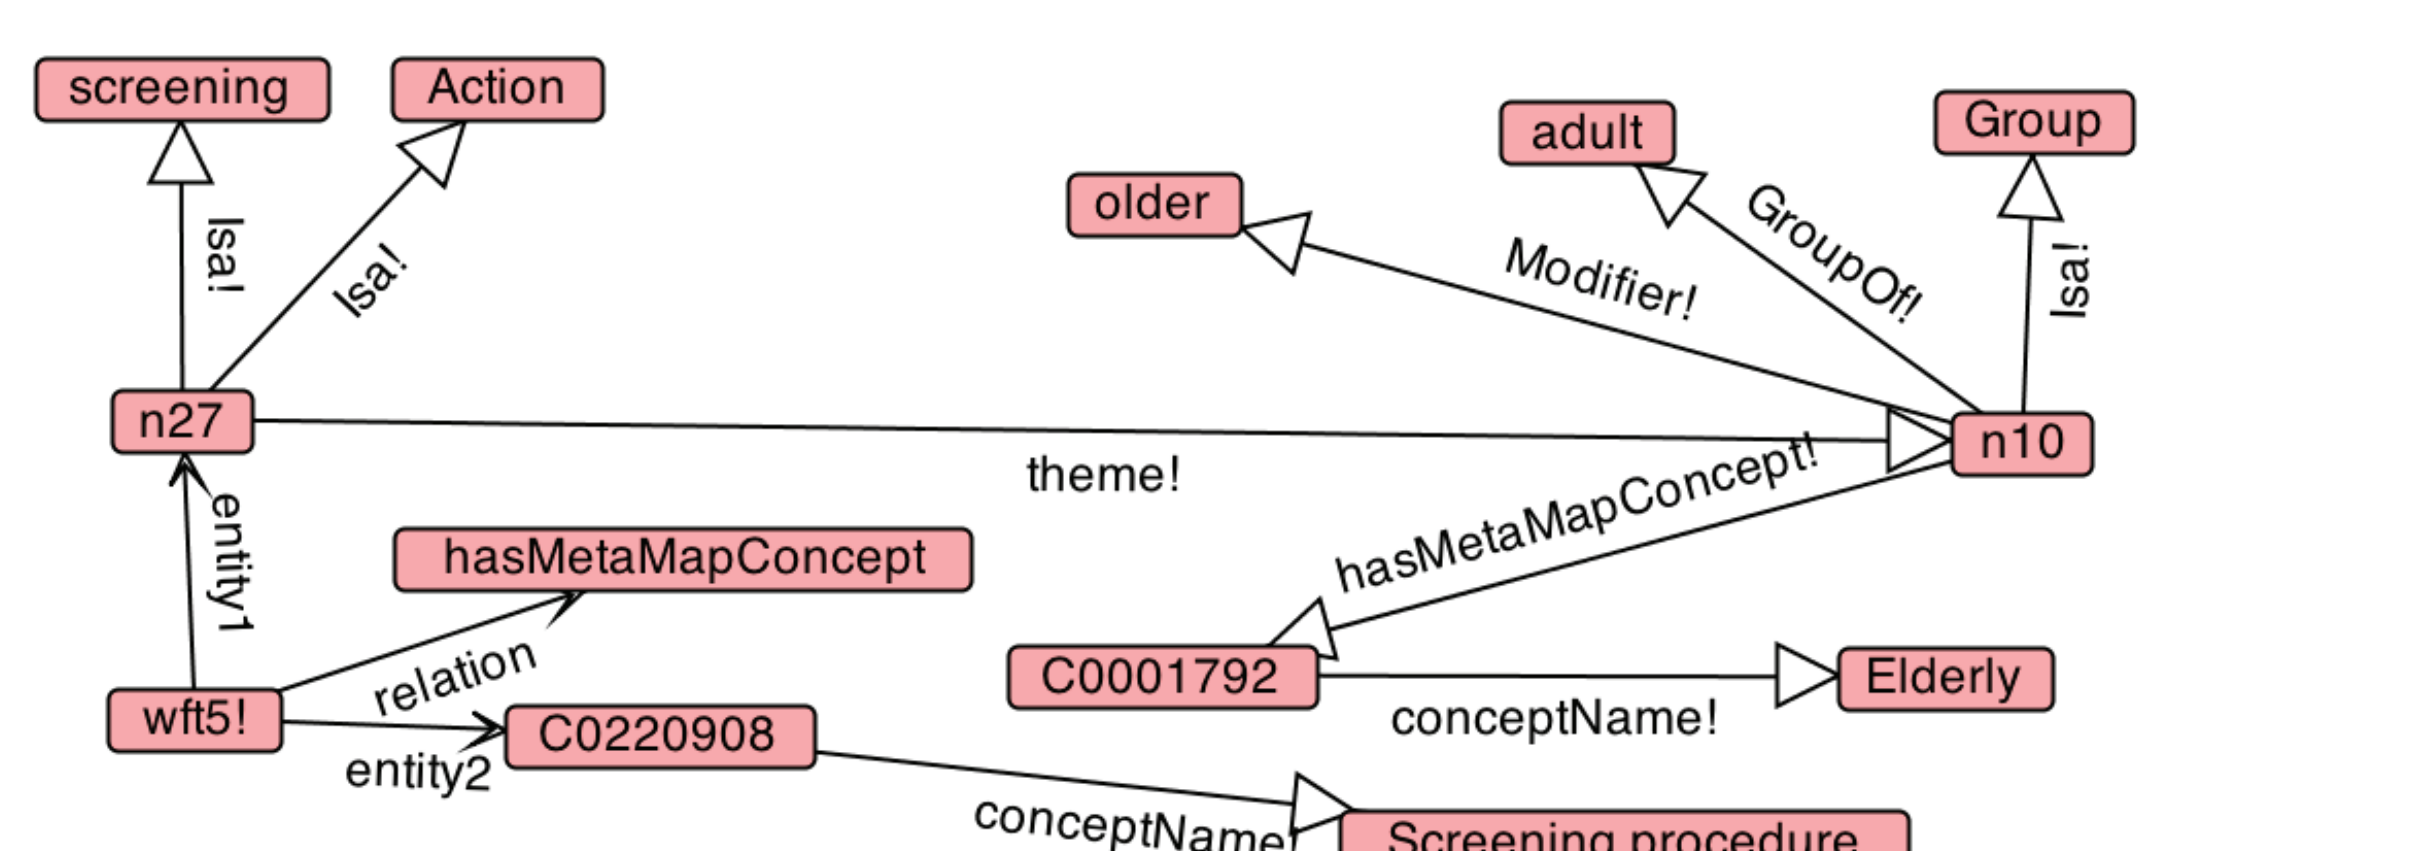 screening
Action
adult
Group
older
Isa!
Isa!
Modifier!
GroupOf!
Isa!
n27
n10
theme!
hasMetaMapConcept!
entity1
hasMetaMapConcept
relation
wft5!
C0220908
entity2
C0001792
Elderly
conceptName!
conceptName!
Screening procedure